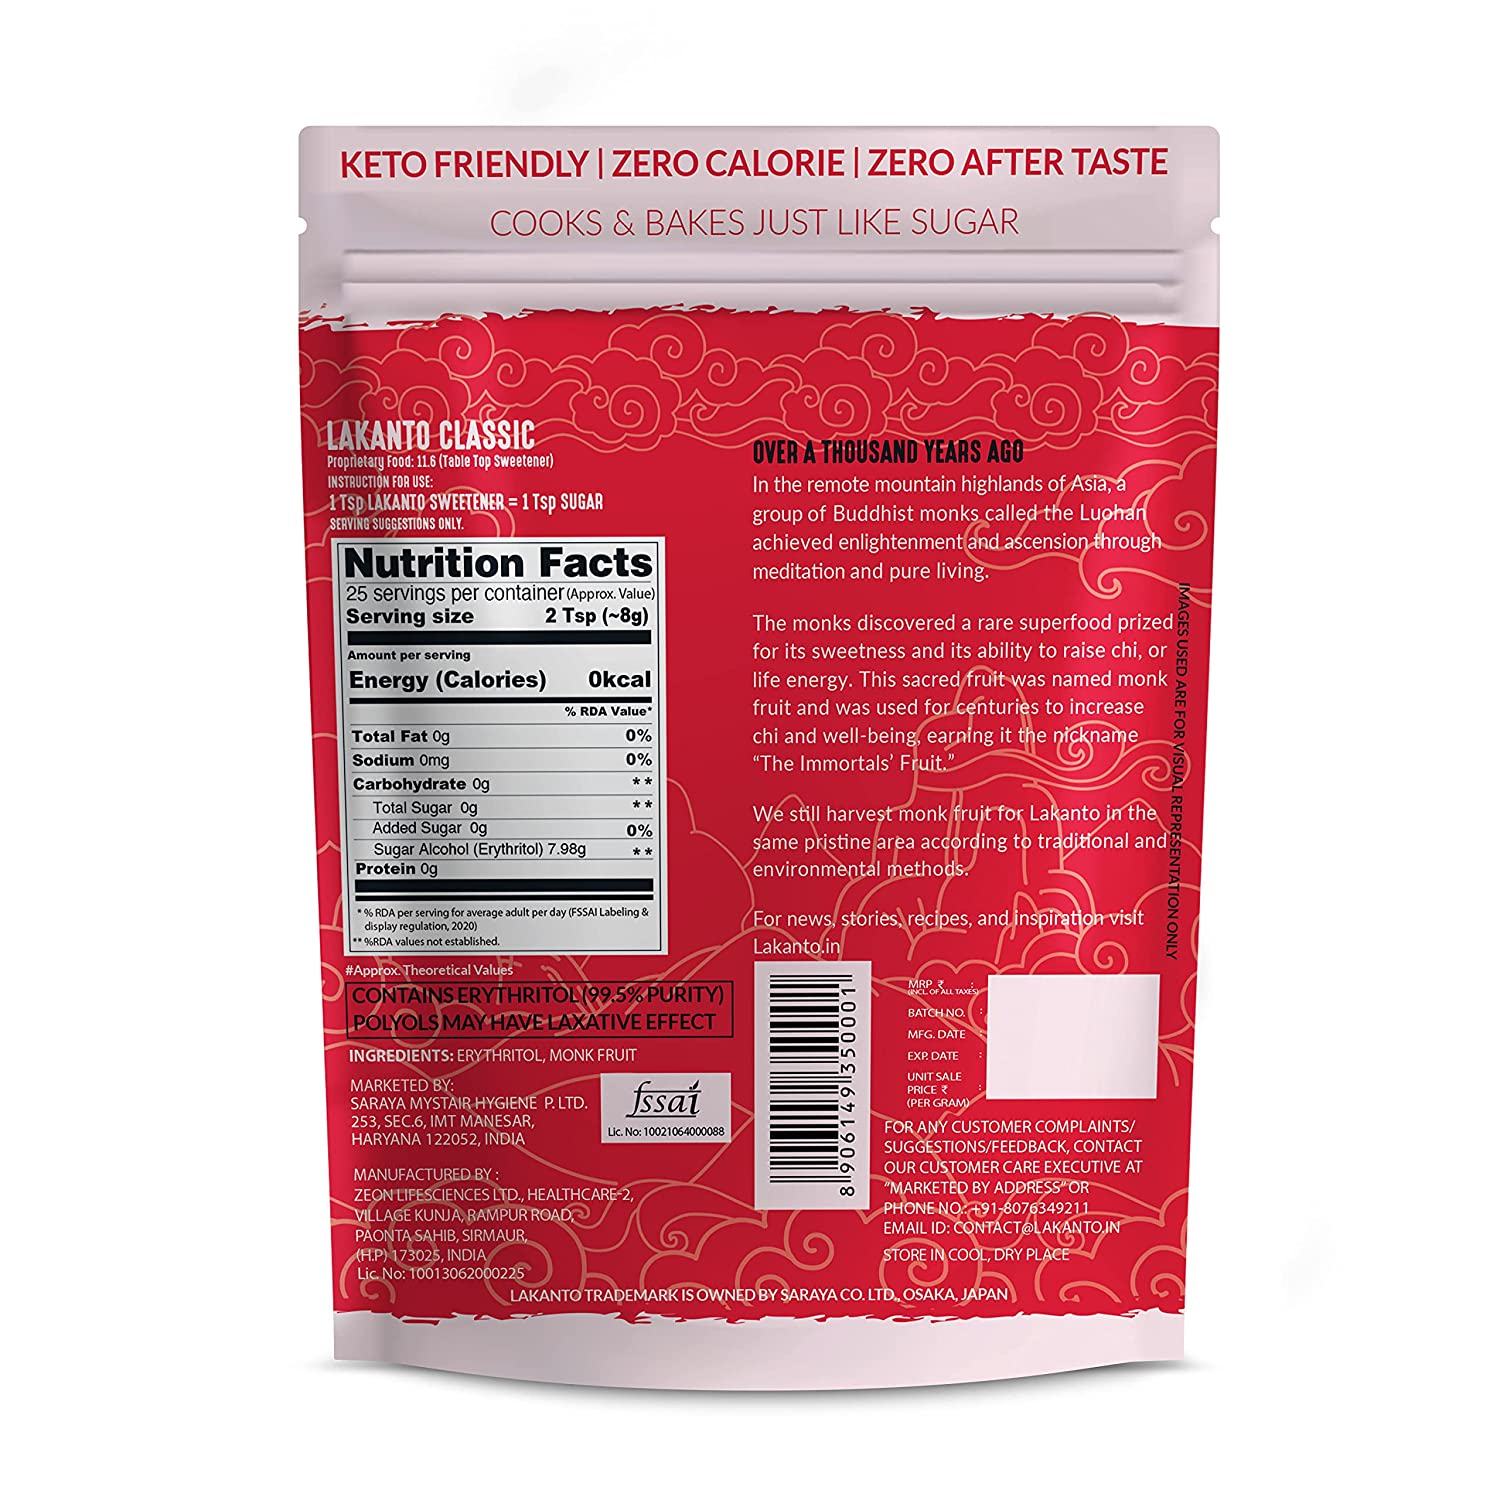 KETO FRIENDLY | ZERO CALORIE | ZERO AFTER TASTE
COOKS & BAKES JUST LIKE SUGAR
LAKANTO CLASSIC
Proprietary Food: 11.6 (Table Top Sweetener)
INSTRUCTION FOR USE:
1 Tsp LAKANTO SWEETENER = 1 Tsp SUGAR
SERVING SUGGESTIONS ONLY.
Nutrition Facts
25 servings per container (Approx. Value)
Serving size 2 Tsp (~8g)
Amount per serving
Energy (Calories) 0kcal
% RDA Value*
Total Fat 0g 0%
Sodium 0mg 0%
Carbohydrate 0g **
Total Sugar 0g **
Added Sugar 0g 0%
Sugar Alcohol (Erythritol) 7.98g **
Protein 0g
* % RDA per serving for average adult per day (FSSAI Labeling &
display regulation, 2020)
** %RDA values not established.
#Approx. Theoretical Values
CONTAINS ERYTHRITOL (99.5% PURITY)
POLYOLS MAY HAVE LAXATIVE EFFECT
INGREDIENTS: ERYTHRITOL, MONK FRUIT
MARKETED BY:
SARAYA MYSTAIR HYGIENE P. LTD.
253, SEC.6, IMT MANESAR,
HARYANA 122052, INDIA
fssai
Lic. No: 10021064000088
MANUFACTURED BY :
ZEON LIFESCIENCES LTD., HEALTHCARE-2,
VILLAGE KUNJA, RAMPUR ROAD,
PAONTA SAHIB, SIRMAUR,
(H.P) 173025, INDIA
Lic. No: 10013062000225
OVER A THOUSAND YEARS AGO
In the remote mountain highlands of Asia, a
group of Buddhist monks called the Luohan
achieved enlightenment and ascension through
meditation and pure living.
The monks discovered a rare superfood prized
for its sweetness and its ability to raise chi, or
life energy. This sacred fruit was named monk
fruit and was used for centuries to increase
chi and well-being, earning it the nickname
“The Immortals’ Fruit.”
We still harvest monk fruit for Lakanto in the
same pristine area according to traditional and
environmental methods.
For news, stories, recipes, and inspiration visit
Lakanto.in
IMAGES USED ARE FOR VISUAL REPRESENTATION ONLY
8906149350001
MRP ₹ :
(INCL. OF ALL TAXES)
BATCH NO. :
MFG. DATE :
EXP. DATE :
UNIT SALE
PRICE ₹ :
(PER GRAM)
FOR ANY CUSTOMER COMPLAINTS/
SUGGESTIONS/FEEDBACK, CONTACT
OUR CUSTOMER CARE EXECUTIVE AT
“MARKETED BY ADDRESS” OR
PHONE NO.: +91-8076349211
EMAIL ID: CONTACT@LAKANTO.IN
STORE IN COOL, DRY PLACE
LAKANTO TRADEMARK IS OWNED BY SARAYA CO. LTD., OSAKA, JAPAN